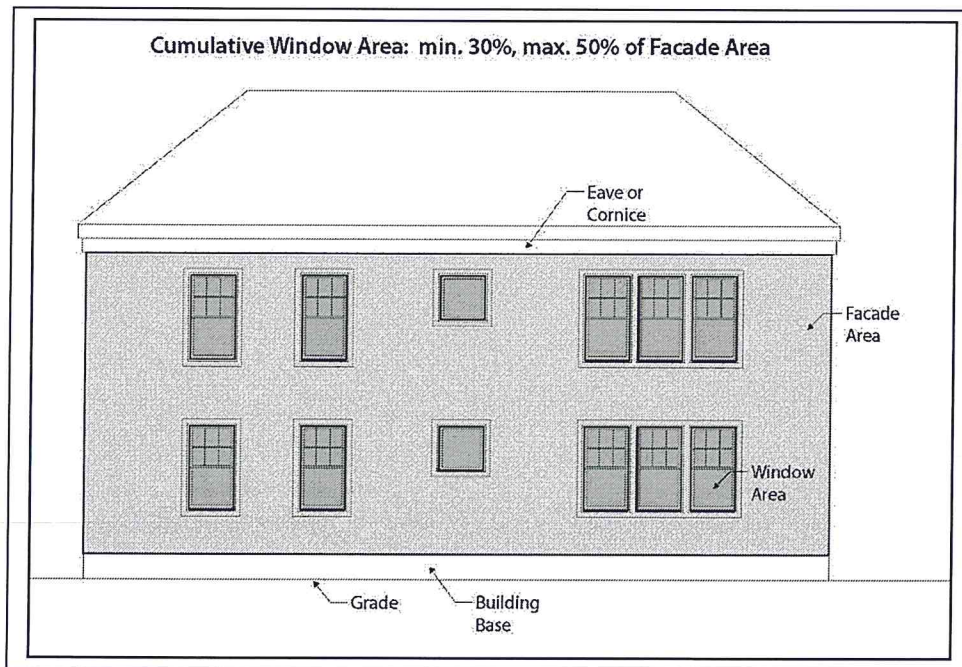 Cumulative Window Area: min. 30%, max. 50% of Facade Area
Eave or
Cornice
Facade
Area
Window
Area
Grade
Building
Base